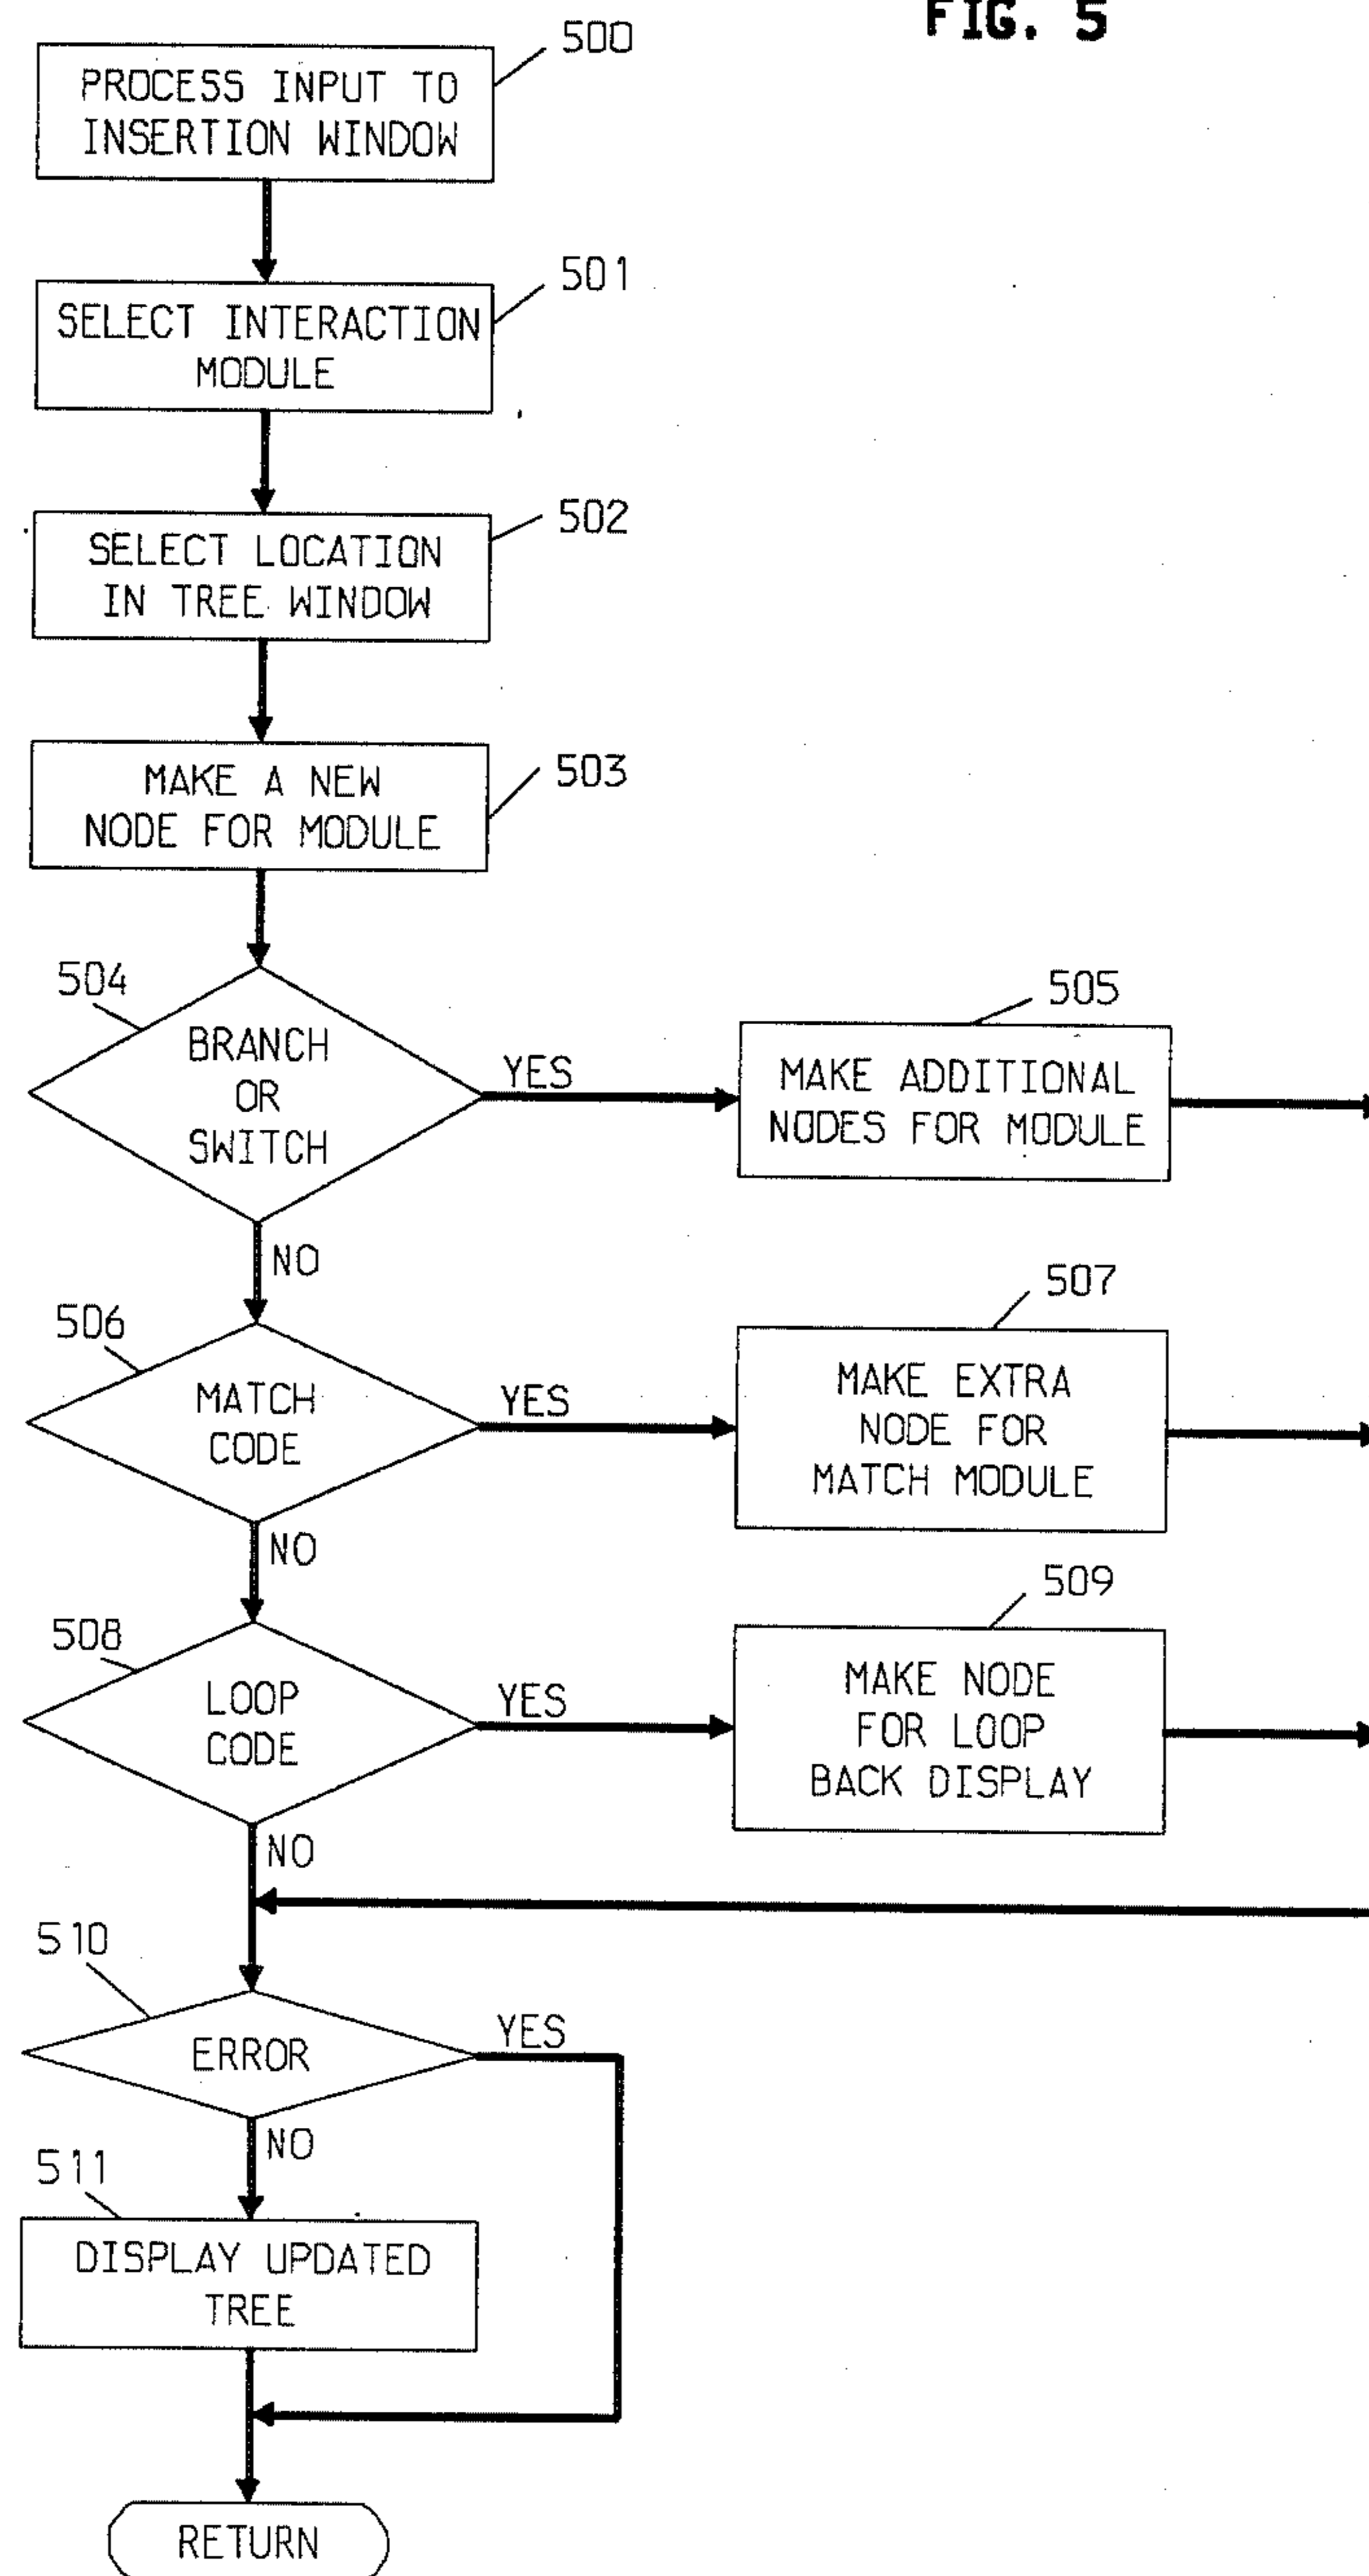 FIG. 5
500
PROCESS INPUT TO
INSERTION WINDOW
501
SELECT INTERACTION
MODULE
502
SELECT LOCATION
IN TREE WINDOW
503
MAKE A NEW
NODE FOR MODULE
504
BRANCH
OR
SWITCH
YES
505
MAKE ADDITIONAL
NODES FOR MODULE
NO
506
MATCH
CODE
YES
507
MAKE EXTRA
NODE FOR
MATCH MODULE
NO
508
LOOP
CODE
YES
509
MAKE NODE
FOR LOOP
BACK DISPLAY
NO
510
ERROR
YES
NO
511
DISPLAY UPDATED
TREE
RETURN